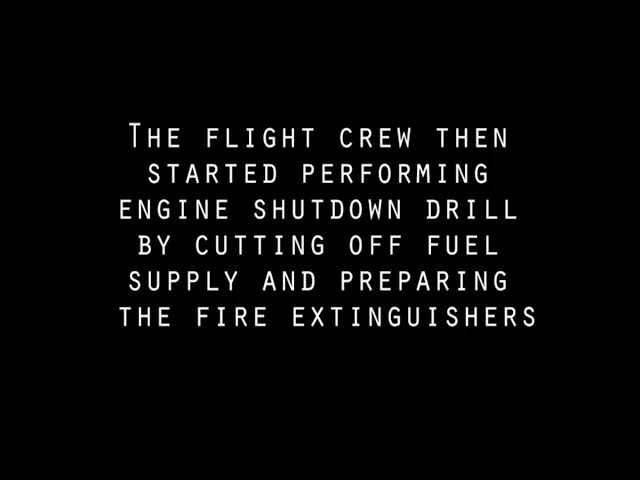 THE FLIGHT CREW THEN
STARTED PERFORMING
ENGINE SHUTDOWN DRILL
BY CUTTING OFF FUEL
SUPPLY AND PREPARING
THE FIRE EXTINGUISHERS